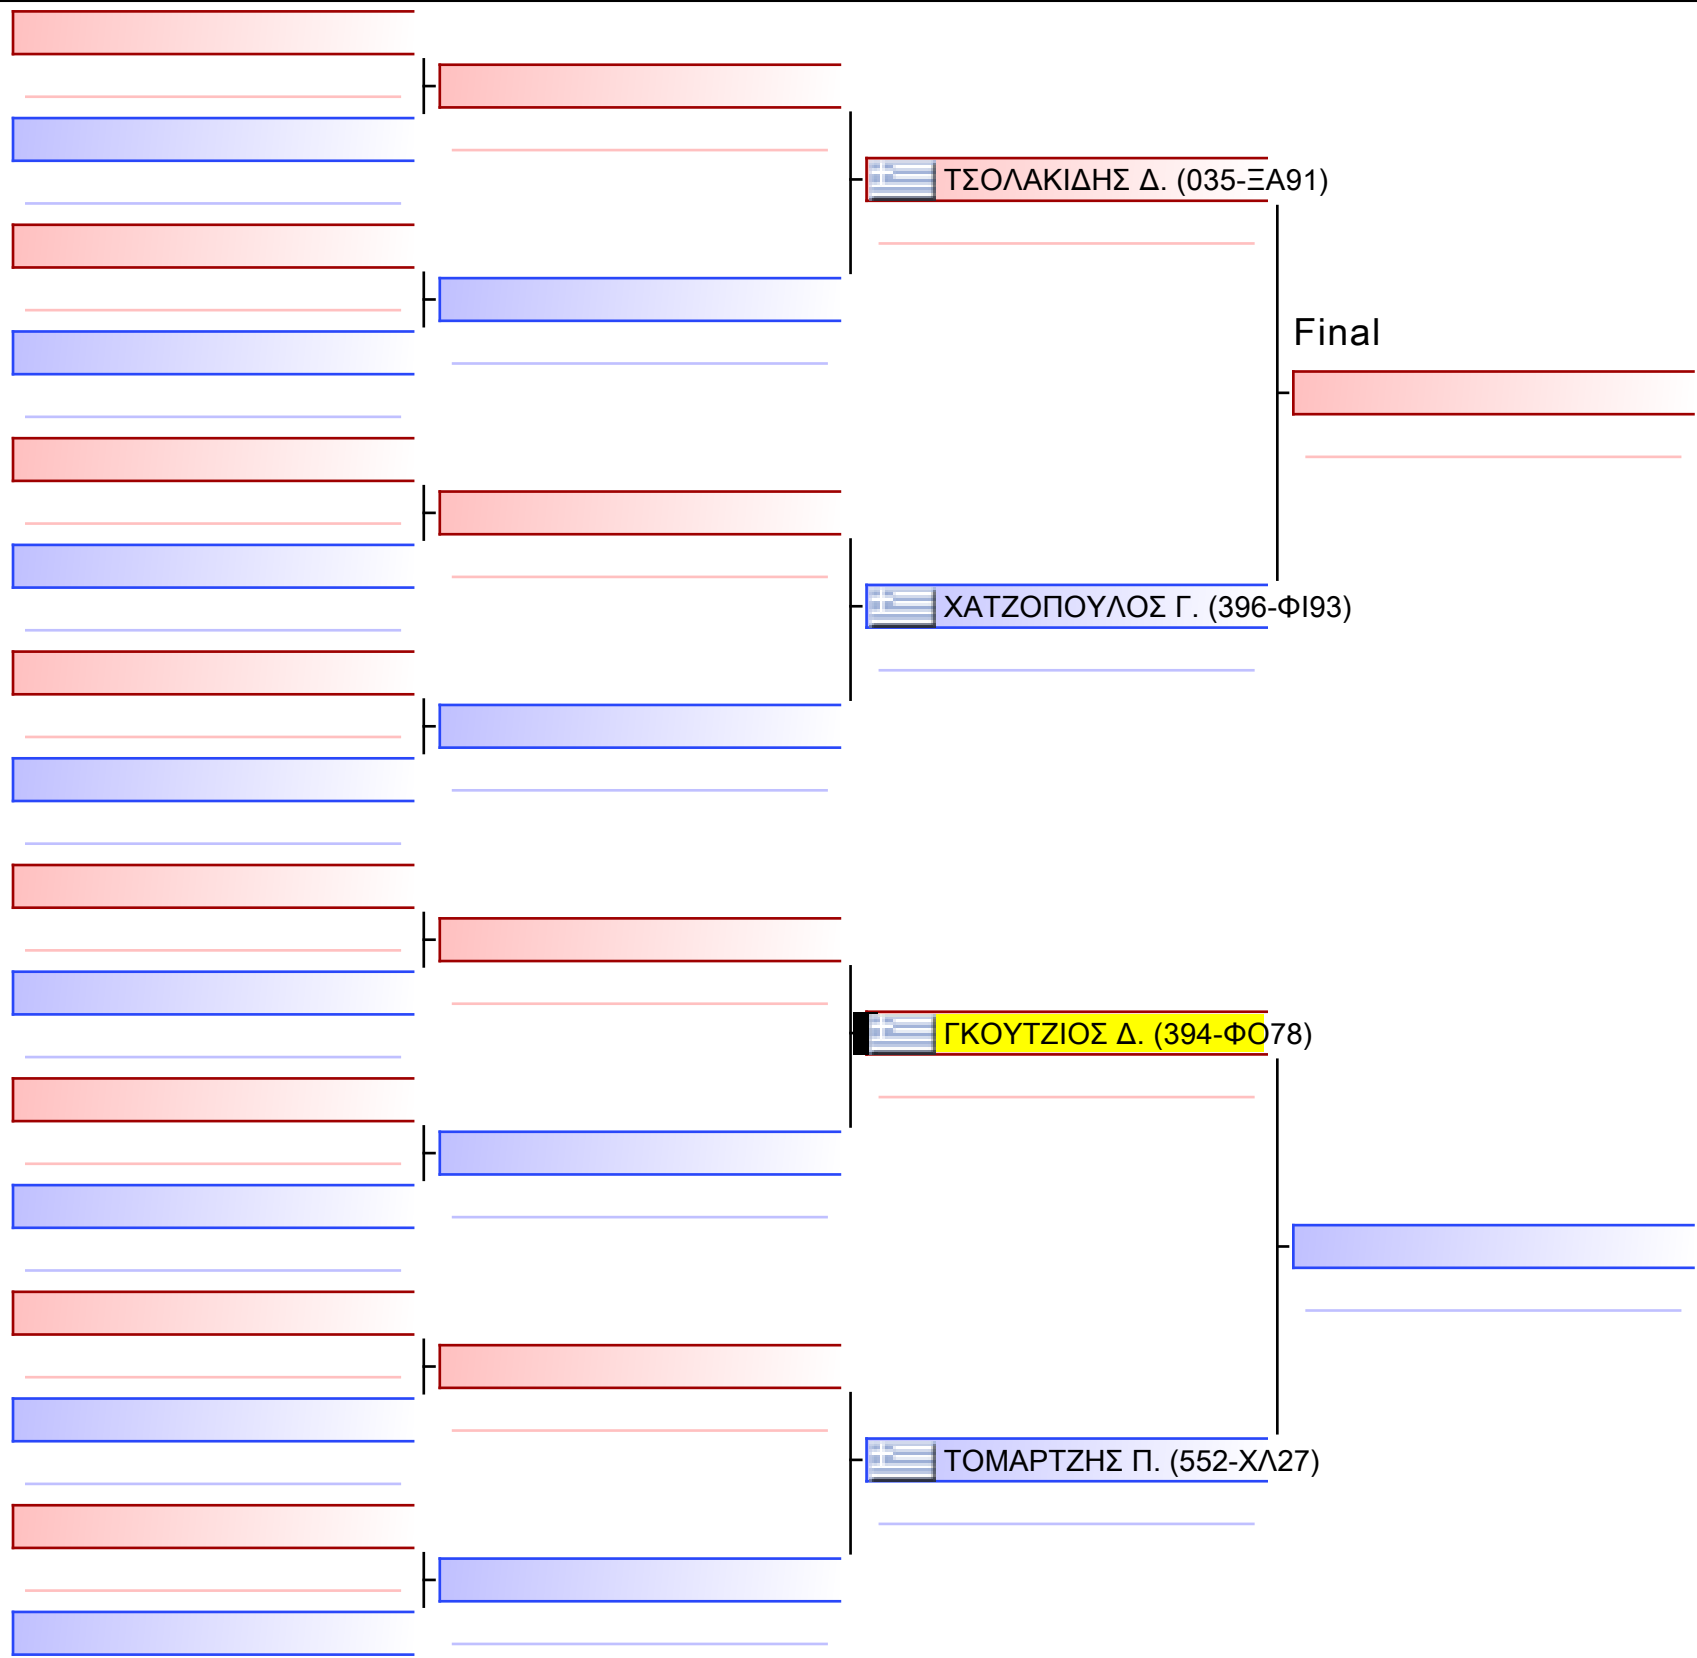 ΤΣΟΛΑΚΙΔΗΣ Δ. (035-ΞΑ91)
Final
ΧΑΤΖΟΠΟΥΛΟΣ Γ. (396-ΦΙ93)
ΓΚΟΥΤΖΙΟΣ Δ. (394-ΦΟ78)
ΤΟΜΑΡΤΖΗΣ Π. (552-ΧΛ27)